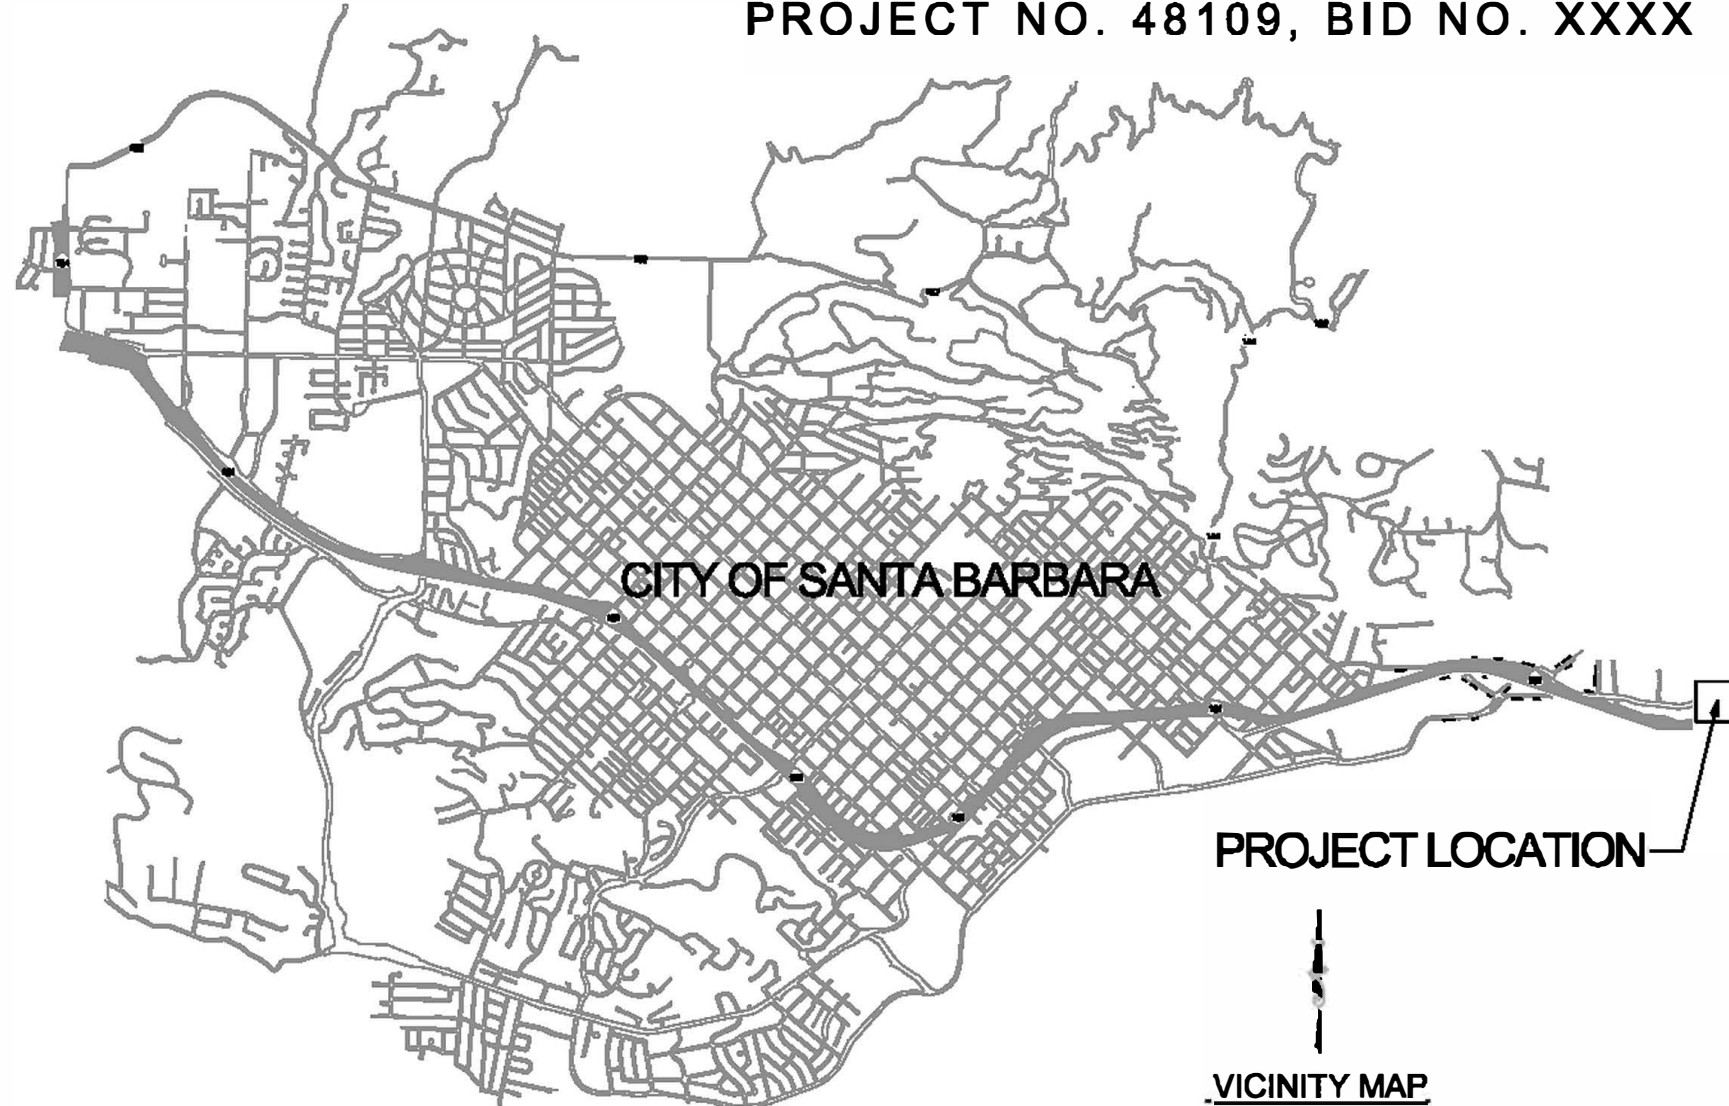 PROJECT NO. 48109, BID NO. XXXX
CITY OF SANTA BARBARA
PROJECT LOCATION
VICINITY MAP